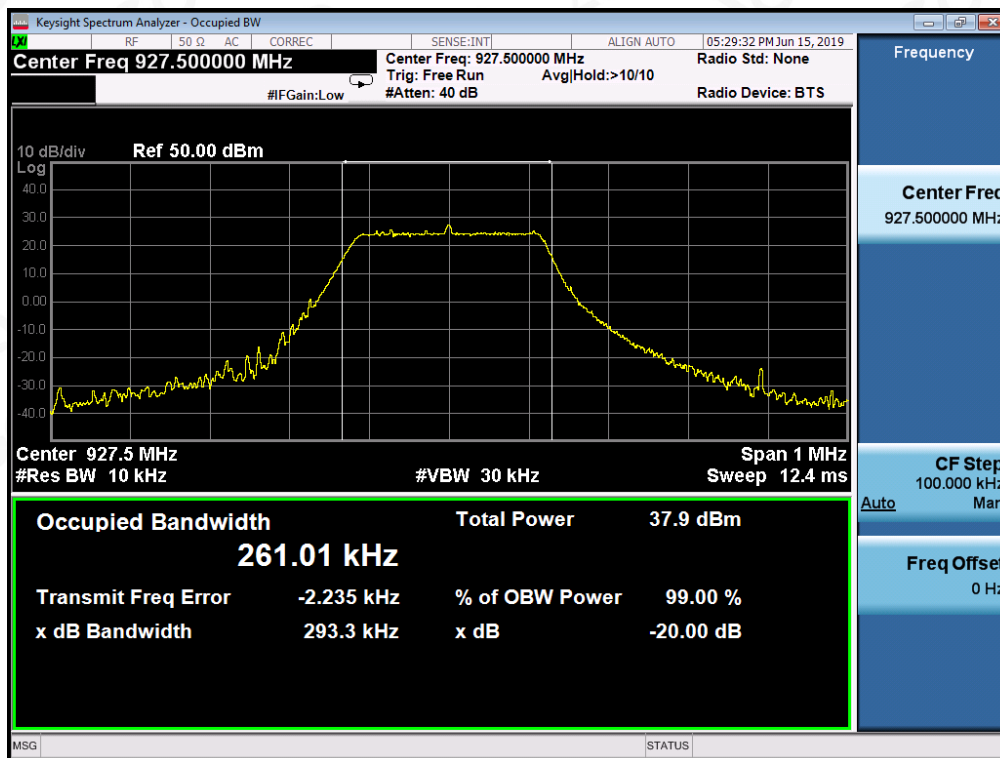 Keysight Spectrum Analyzer - Occupied BW
LXI RF 50 Ω AC CORREC SENSE:INT ALIGN AUTO 05:29:32 PM Jun 15, 2019
Center Freq 927.500000 MHz
Center Freq: 927.500000 MHz Radio Std: None
Trig: Free Run Avg|Hold:>10/10
#IFGain:Low #Atten: 40 dB Radio Device: BTS
10 dB/div Ref 50.00 dBm
Log
40.0
30.0
20.0
10.0
0.00
-10.0
-20.0
-30.0
-40.0
Center 927.5 MHz Span 1 MHz
#Res BW 10 kHz #VBW 30 kHz Sweep 12.4 ms
Occupied Bandwidth Total Power 37.9 dBm
261.01 kHz
Transmit Freq Error -2.235 kHz % of OBW Power 99.00 %
x dB Bandwidth 293.3 kHz x dB -20.00 dB
MSG STATUS
Frequency
Center Freq
927.500000 MHz
CF Step
100.000 kHz
Auto Man
Freq Offset
0 Hz